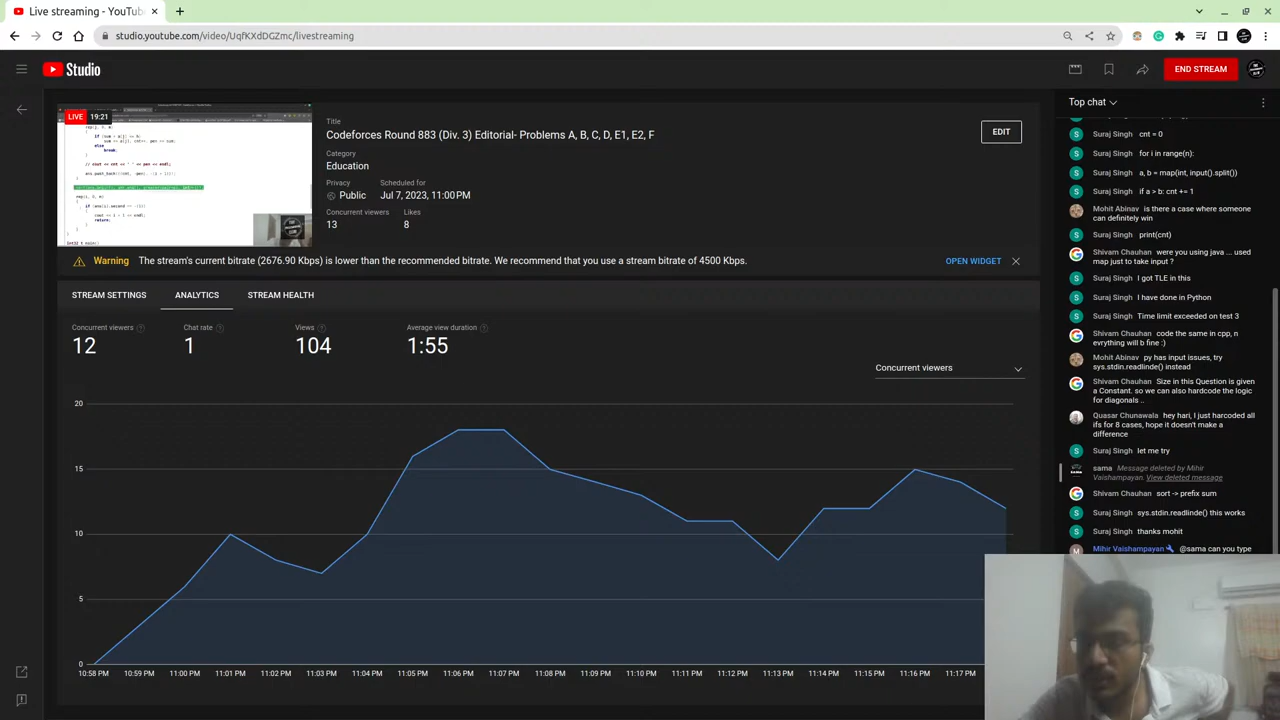 Live streaming - YouTub
studio.youtube.com/video/UqfKXdDGZmc/livestreaming
Studio
END STREAM
LIVE 19:21
Title
Codeforces Round 883 (Div. 3) Editorial- Problems A, B, C, D, E1, E2, F
Category
Education
Privacy
Public
Scheduled for
Jul 7, 2023, 11:00 PM
Concurrent viewers
13
Likes
8
EDIT
Warning The stream's current bitrate (2676.90 Kbps) is lower than the recommended bitrate. We recommend that you use a stream bitrate of 4500 Kbps.
OPEN WIDGET
STREAM SETTINGS
ANALYTICS
STREAM HEALTH
Concurrent viewers
12
Chat rate
1
Views
104
Average view duration
1:55
Concurrent viewers
20
15
10
5
0
10:58 PM 10:59 PM 11:00 PM 11:01 PM 11:02 PM 11:03 PM 11:04 PM 11:05 PM 11:06 PM 11:07 PM 11:08 PM 11:09 PM 11:10 PM 11:11 PM 11:12 PM 11:13 PM 11:14 PM 11:15 PM 11:16 PM 11:17 PM
Top chat
Suraj Singh cnt = 0
Suraj Singh for i in range(n):
Suraj Singh a, b = map(int, input().split())
Suraj Singh if a > b: cnt += 1
Mohit Abinav is there a case where someone
can definitely win
Suraj Singh print(cnt)
Shivam Chauhan were you using java ... used
map just to take input ?
Suraj Singh I got TLE in this
Suraj Singh I have done in Python
Suraj Singh Time limit exceeded on test 3
Shivam Chauhan code the same in cpp, n
evrything will b fine :)
Mohit Abinav py has input issues, try
sys.stdin.readlinde() instead
Shivam Chauhan Size in this Question is given
a Constant. so we can also hardcode the logic
for diagonals ..
Quasar Chunawala hey hari, I just harcoded all
ifs for 8 cases, hope it doesn't make a
difference
Suraj Singh let me try
sama Message deleted by Mihir
Vaishampayan. View deleted message
Shivam Chauhan sort -> prefix sum
Suraj Singh sys.stdin.readlinde() this works
Suraj Singh thanks mohit
Mihir Vaishampayan @sama can you type